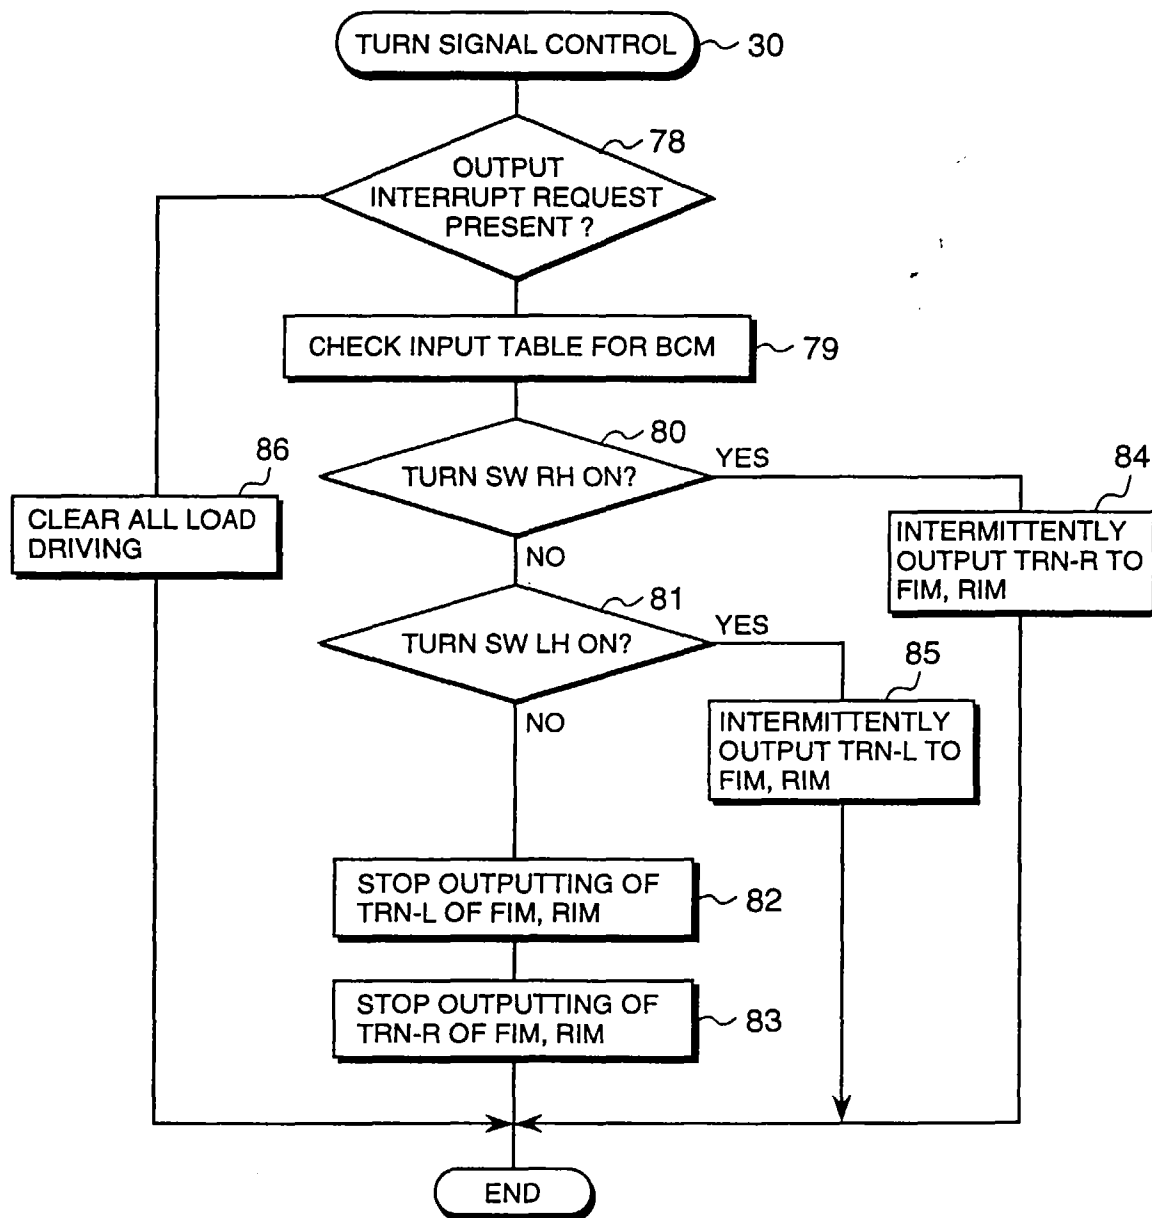 TURN SIGNAL CONTROL
30
78
OUTPUT
INTERRUPT REQUEST
PRESENT ?
CHECK INPUT TABLE FOR BCM
79
80
TURN SW RH ON?
YES
NO
86
CLEAR ALL LOAD
DRIVING
84
INTERMITTENTLY
OUTPUT TRN-R TO
FIM, RIM
81
TURN SW LH ON?
YES
NO
85
INTERMITTENTLY
OUTPUT TRN-L TO
FIM, RIM
STOP OUTPUTTING OF
TRN-L OF FIM, RIM
82
STOP OUTPUTTING OF
TRN-R OF FIM, RIM
83
END